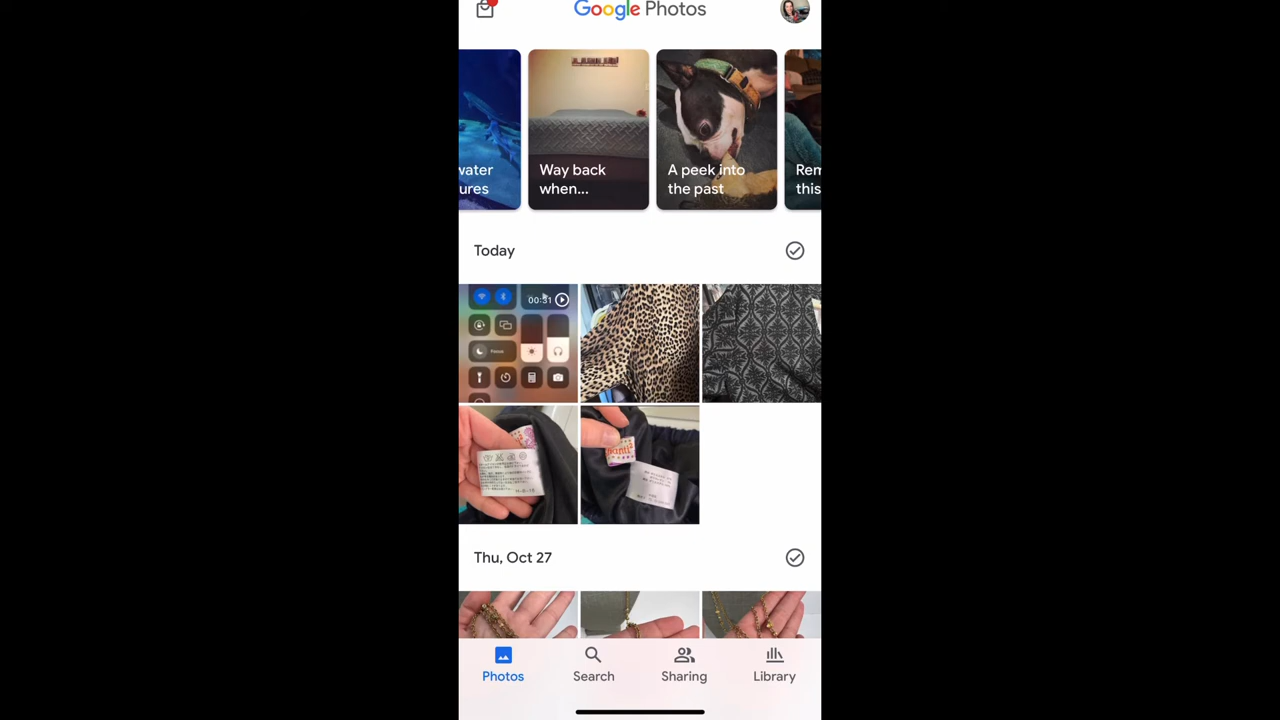 Google Photos
water
ures
Way back
when...
A peek into
the past
Rem
this
Today
00:31
Focus
Thu, Oct 27
Photos
Search
Sharing
Library